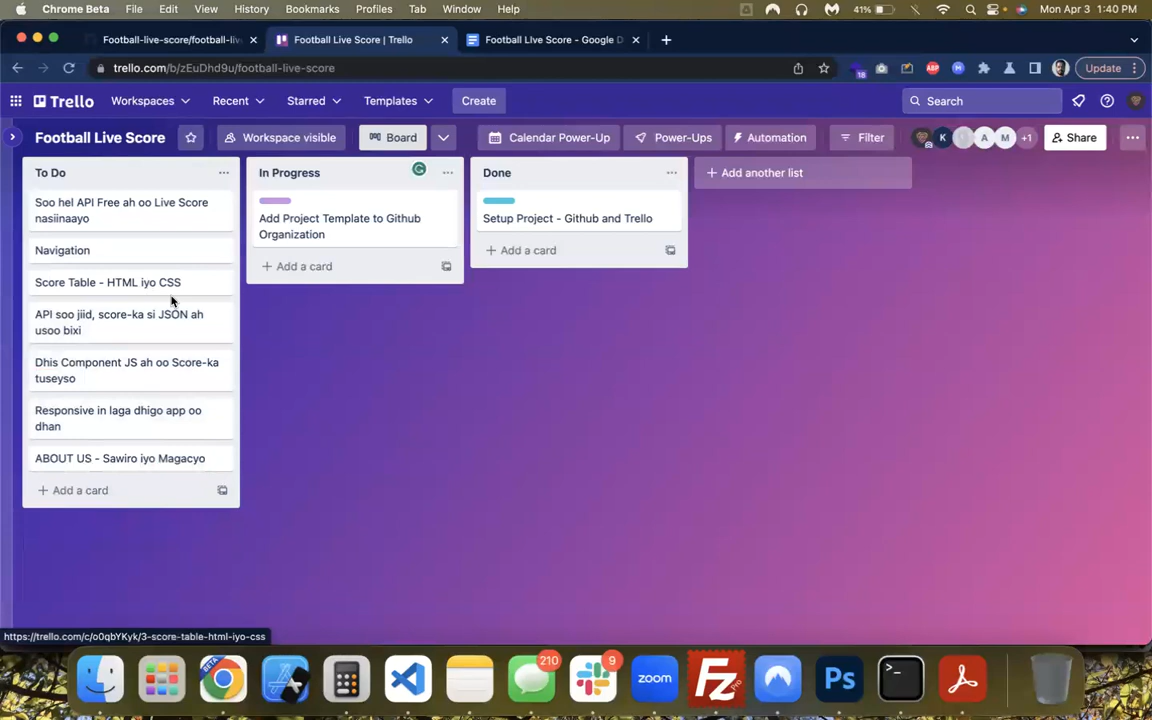 Chrome Beta File Edit View History Bookmarks Profiles Tab Window Help 41% Mon Apr 3 1:40 PM
Football-live-score/football-liv Football Live Score | Trello Football LIve Score - Google D
trello.com/b/zEuDhd9u/football-live-score 18 ABP Update
Trello Workspaces Recent Starred Templates Create Search
Football Live Score Workspace visible Board Calendar Power-Up Power-Ups Automation Filter K A M +1 Share
To Do
Soo hel API Free ah oo Live Score
nasiinaayo
Navigation
Score Table - HTML iyo CSS
API soo jiid, score-ka si JSON ah
usoo bixi
Dhis Component JS ah oo Score-ka
tuseyso
Responsive in laga dhigo app oo
dhan
ABOUT US - Sawiro iyo Magacyo
+ Add a card
In Progress
Add Project Template to Github
Organization
+ Add a card
Done
Setup Project - Github and Trello
+ Add a card
+ Add another list
https://trello.com/c/o0qbYKyk/3-score-table-html-iyo-css
BETA 210 9 zoom Fz Pro Ps >_